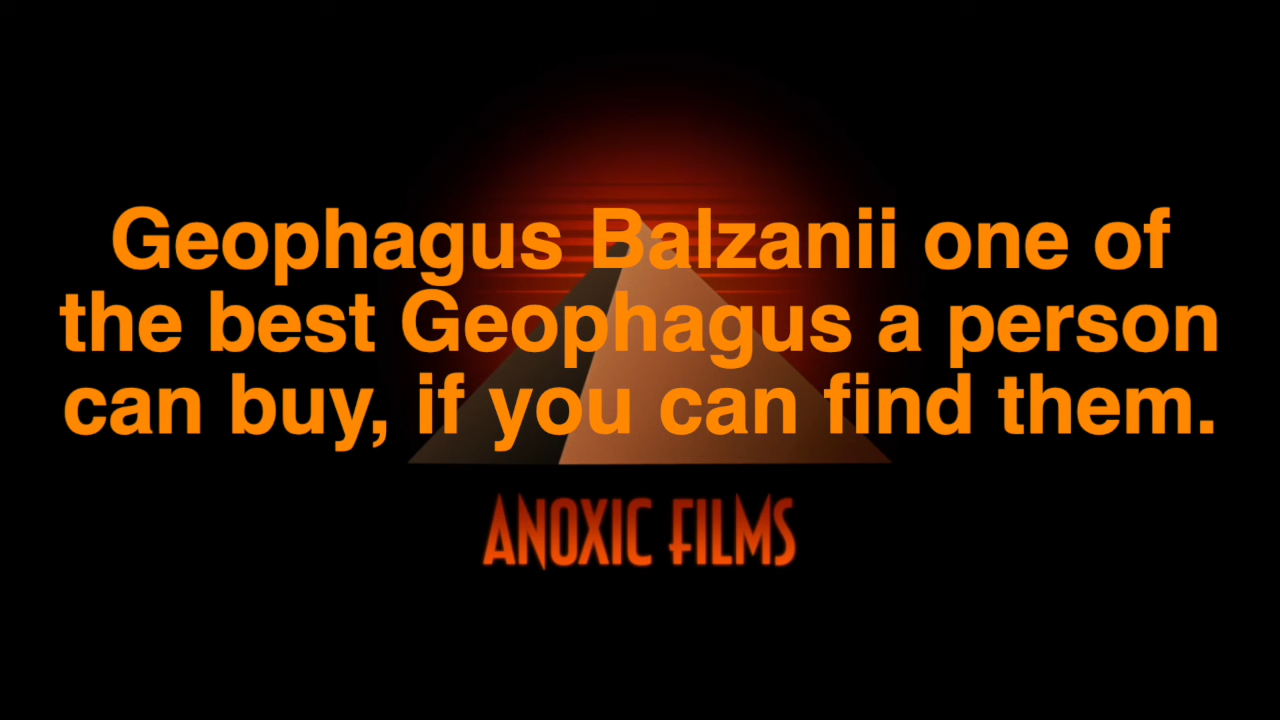 Geophagus Balzanii one of
the best Geophagus a person
can buy, if you can find them.
ANOXIC FILMS